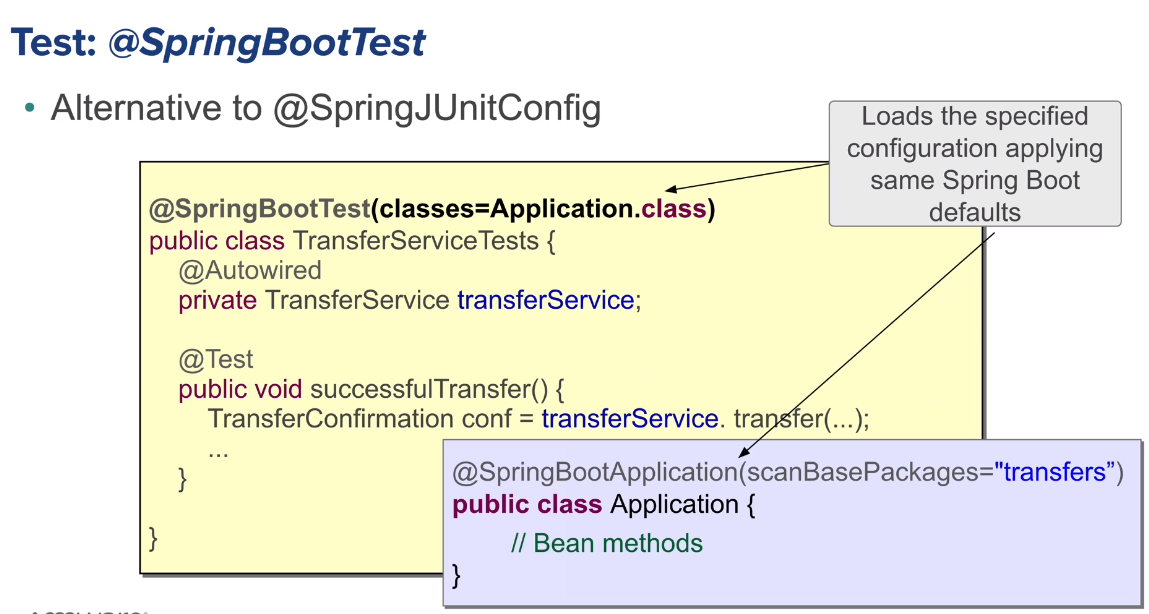 Test: @SpringBootTest
• Alternative to @SpringJUnitConfig
Loads the specified
configuration applying
same Spring Boot
defaults
@SpringBootTest(classes=Application.class)
public class TransferServiceTests {
@Autowired
private TransferService transferService;
@Test
public void successfulTransfer() {
TransferConfirmation conf = transferService. transfer(...);
...
}
}
@SpringBootApplication(scanBasePackages="transfers”)
public class Application {
// Bean methods
}